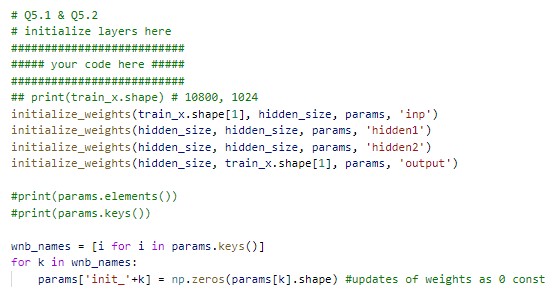 # Q5.1 & Q5.2
# initialize layers here
##########################
##### your code here #####
##########################
## print(train_x.shape) # 10800, 1024
initialize_weights(train_x.shape[1], hidden_size, params, 'inp')
initialize_weights(hidden_size, hidden_size, params, 'hidden1')
initialize_weights(hidden_size, hidden_size, params, 'hidden2')
initialize_weights(hidden_size, train_x.shape[1], params, 'output')
#print(params.elements())
#print(params.keys())
wnb_names = [i for i in params.keys()]
for k in wnb_names:
    params['init_'+k] = np.zeros(params[k].shape) #updates of weights as 0 const